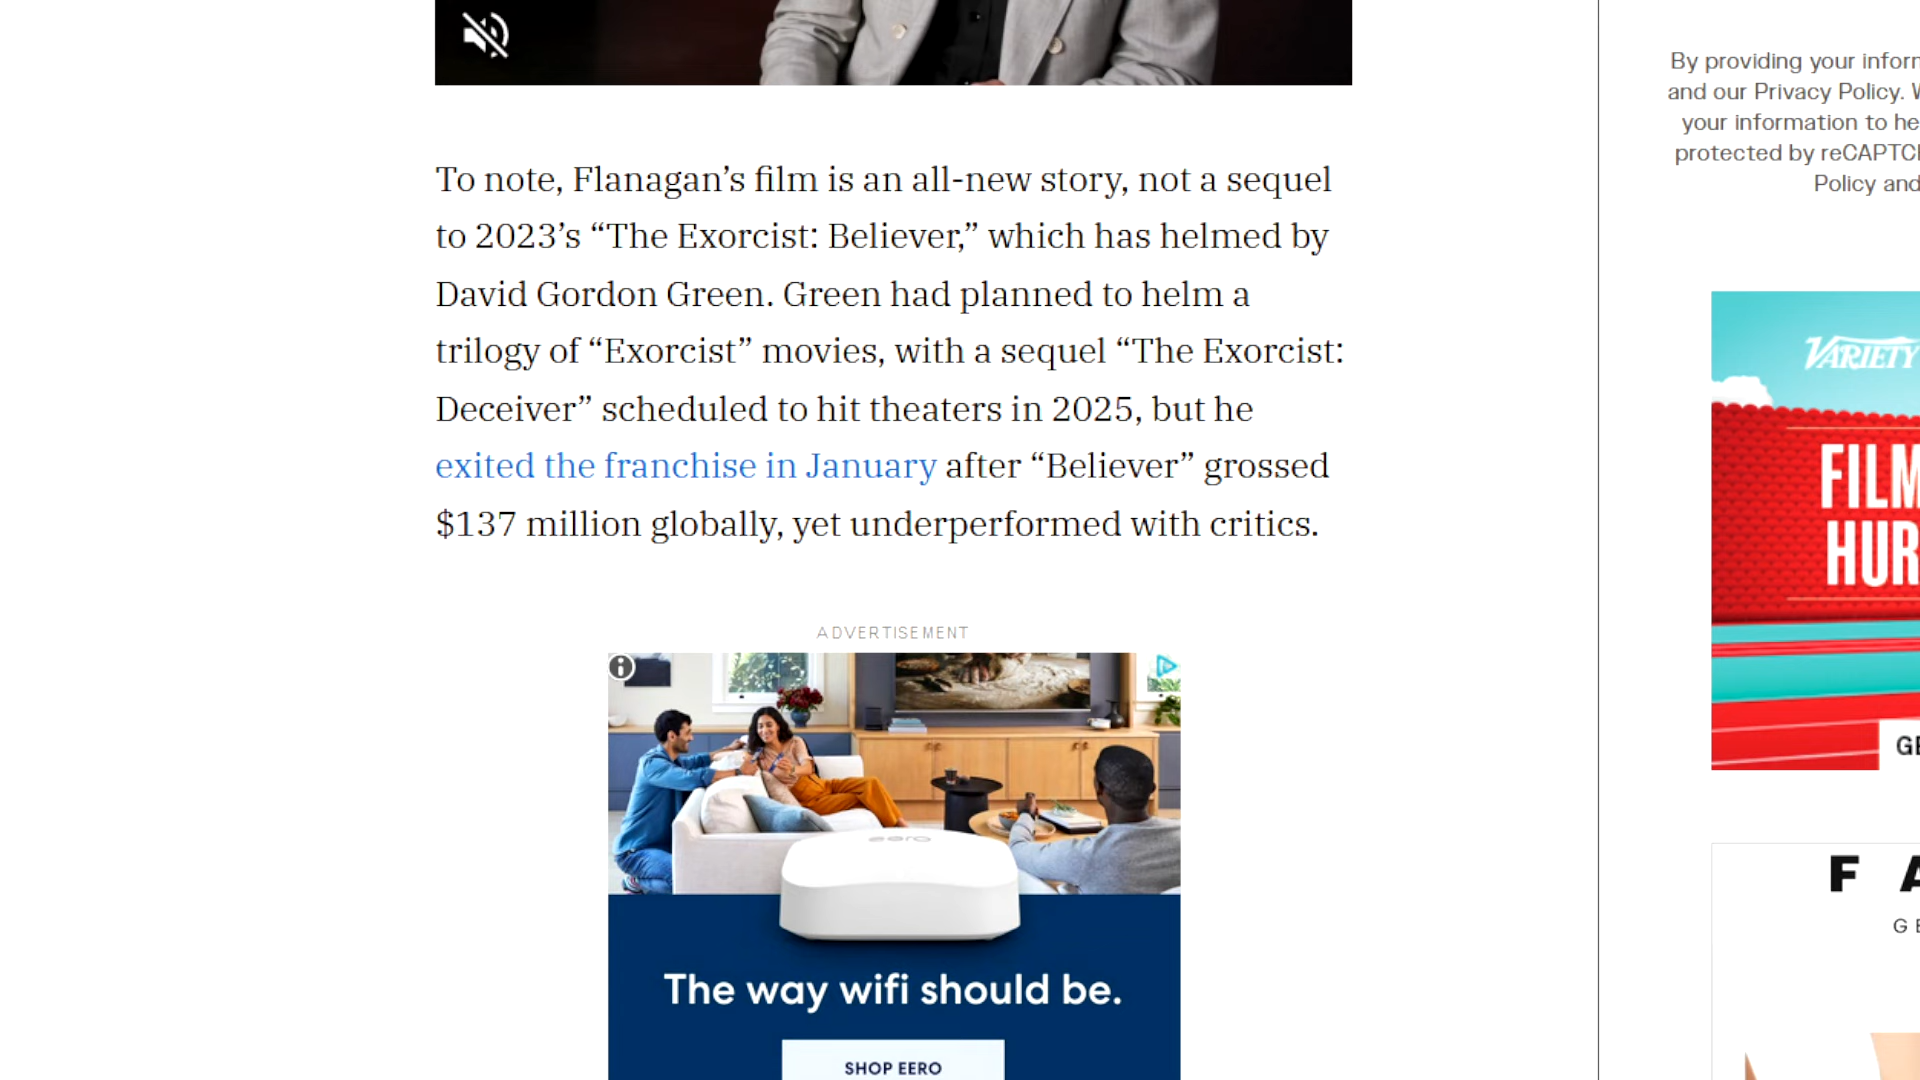 To note, Flanagan’s film is an all-new story, not a sequel
to 2023’s “The Exorcist: Believer,” which has helmed by
David Gordon Green. Green had planned to helm a
trilogy of “Exorcist” movies, with a sequel “The Exorcist:
Deceiver” scheduled to hit theaters in 2025, but he
exited the franchise in January after “Believer” grossed
$137 million globally, yet underperformed with critics.
ADVERTISEMENT
eero
The way wifi should be.
SHOP EERO
By providing your
and our Privacy Policy.
your information to
protected by
Policy and
VARIETY
FILM